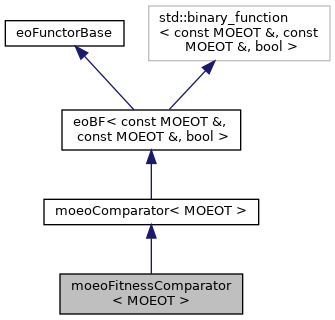 eoFunctorBase
std::binary_function
< const MOEOT &, const
MOEOT &, bool >
eoBF< const MOEOT &,
const MOEOT &, bool >
moeoComparator< MOEOT >
moeoFitnessComparator
< MOEOT >